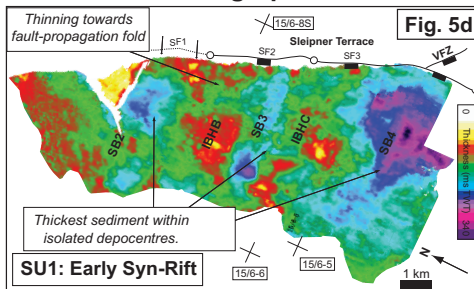 Thinning towards
fault-propagation fold
SF1
15/6-8S
Sleipner Terrace
SF2
SF3
VFZ
Fig. 5d
SB2
IBHB
SB3
IBHC
SB4
0
Thickness (ms TVT)
340
Thickest sediment within
isolated depocentres.
SU1: Early Syn-Rift
15/6-6
15/6-5
N
1 km